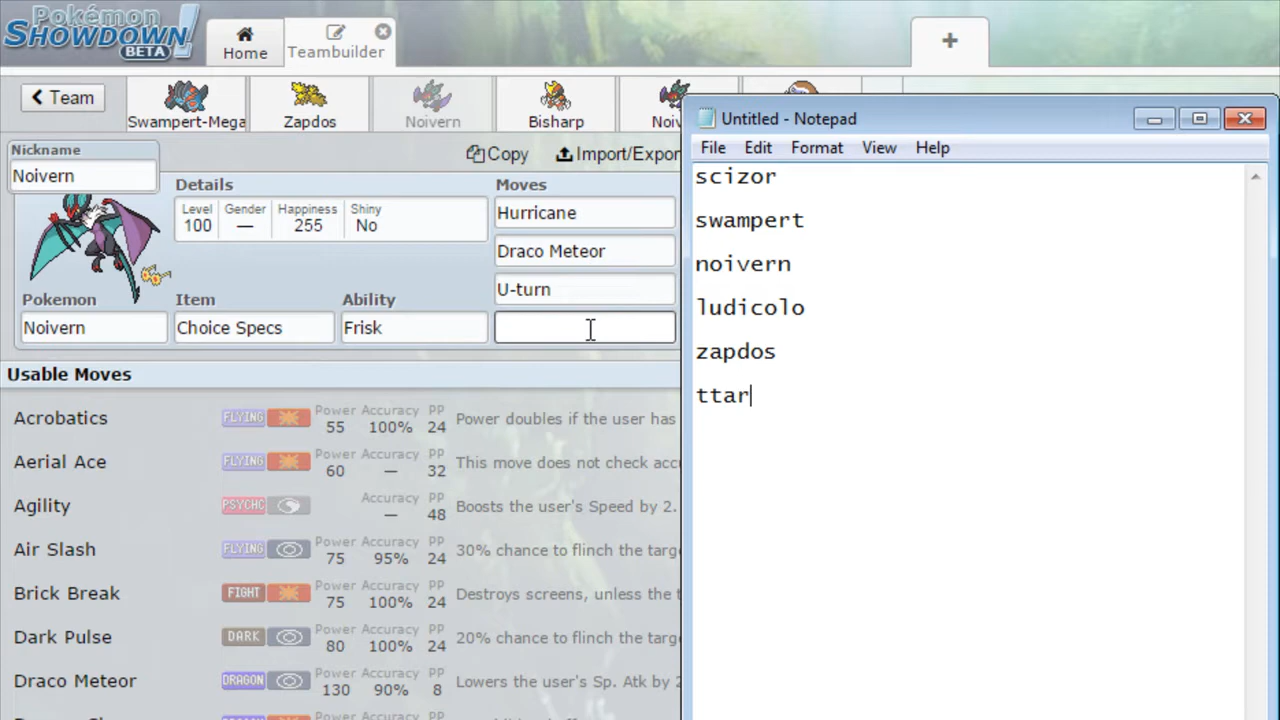 Pokémon
SHOWDOWN!
BETA
Home
Teambuilder
+
Team
Swampert-Mega
Zapdos
Noivern
Bisharp
Noiv
Untitled - Notepad
File Edit Format View Help
Nickname
Noivern
Copy
Import/Expor
Details
Level Gender Happiness Shiny
100 — 255 No
Moves
Hurricane
Draco Meteor
U-turn
Pokemon
Noivern
Item
Choice Specs
Ability
Frisk
scizor
swampert
noivern
ludicolo
zapdos
ttar
Usable Moves
Acrobatics FLYING Power 55 Accuracy 100% PP 24 Power doubles if the user has
Aerial Ace FLYING Power 60 Accuracy — PP 32 This move does not check accu
Agility PSYCHC Accuracy — PP 48 Boosts the user's Speed by 2.
Air Slash FLYING Power 75 Accuracy 95% PP 24 30% chance to flinch the targe
Brick Break FIGHT Power 75 Accuracy 100% PP 24 Destroys screens, unless the t
Dark Pulse DARK Power 80 Accuracy 100% PP 24 20% chance to flinch the targe
Draco Meteor DRAGON Power 130 Accuracy 90% PP 8 Lowers the user's Sp. Atk by 2